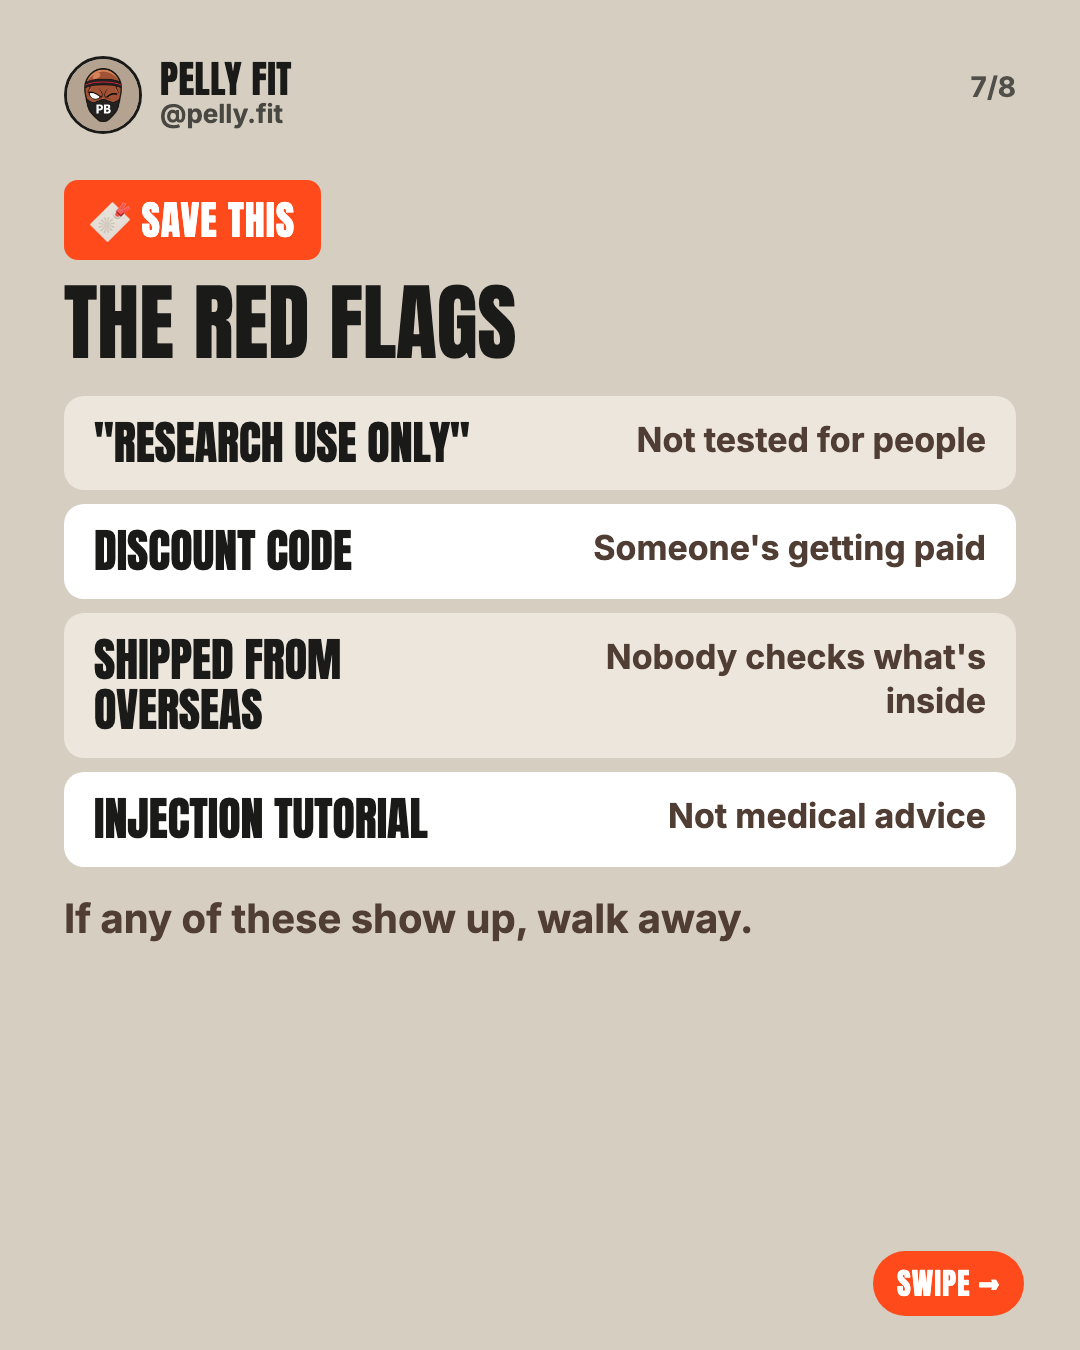 PELLY FIT
@pelly.fit
7/8
PB
SAVE THIS
THE RED FLAGS
"RESEARCH USE ONLY"
Not tested for people
DISCOUNT CODE
Someone's getting paid
SHIPPED FROM
OVERSEAS
Nobody checks what's
inside
INJECTION TUTORIAL
Not medical advice
If any of these show up, walk away.
SWIPE →